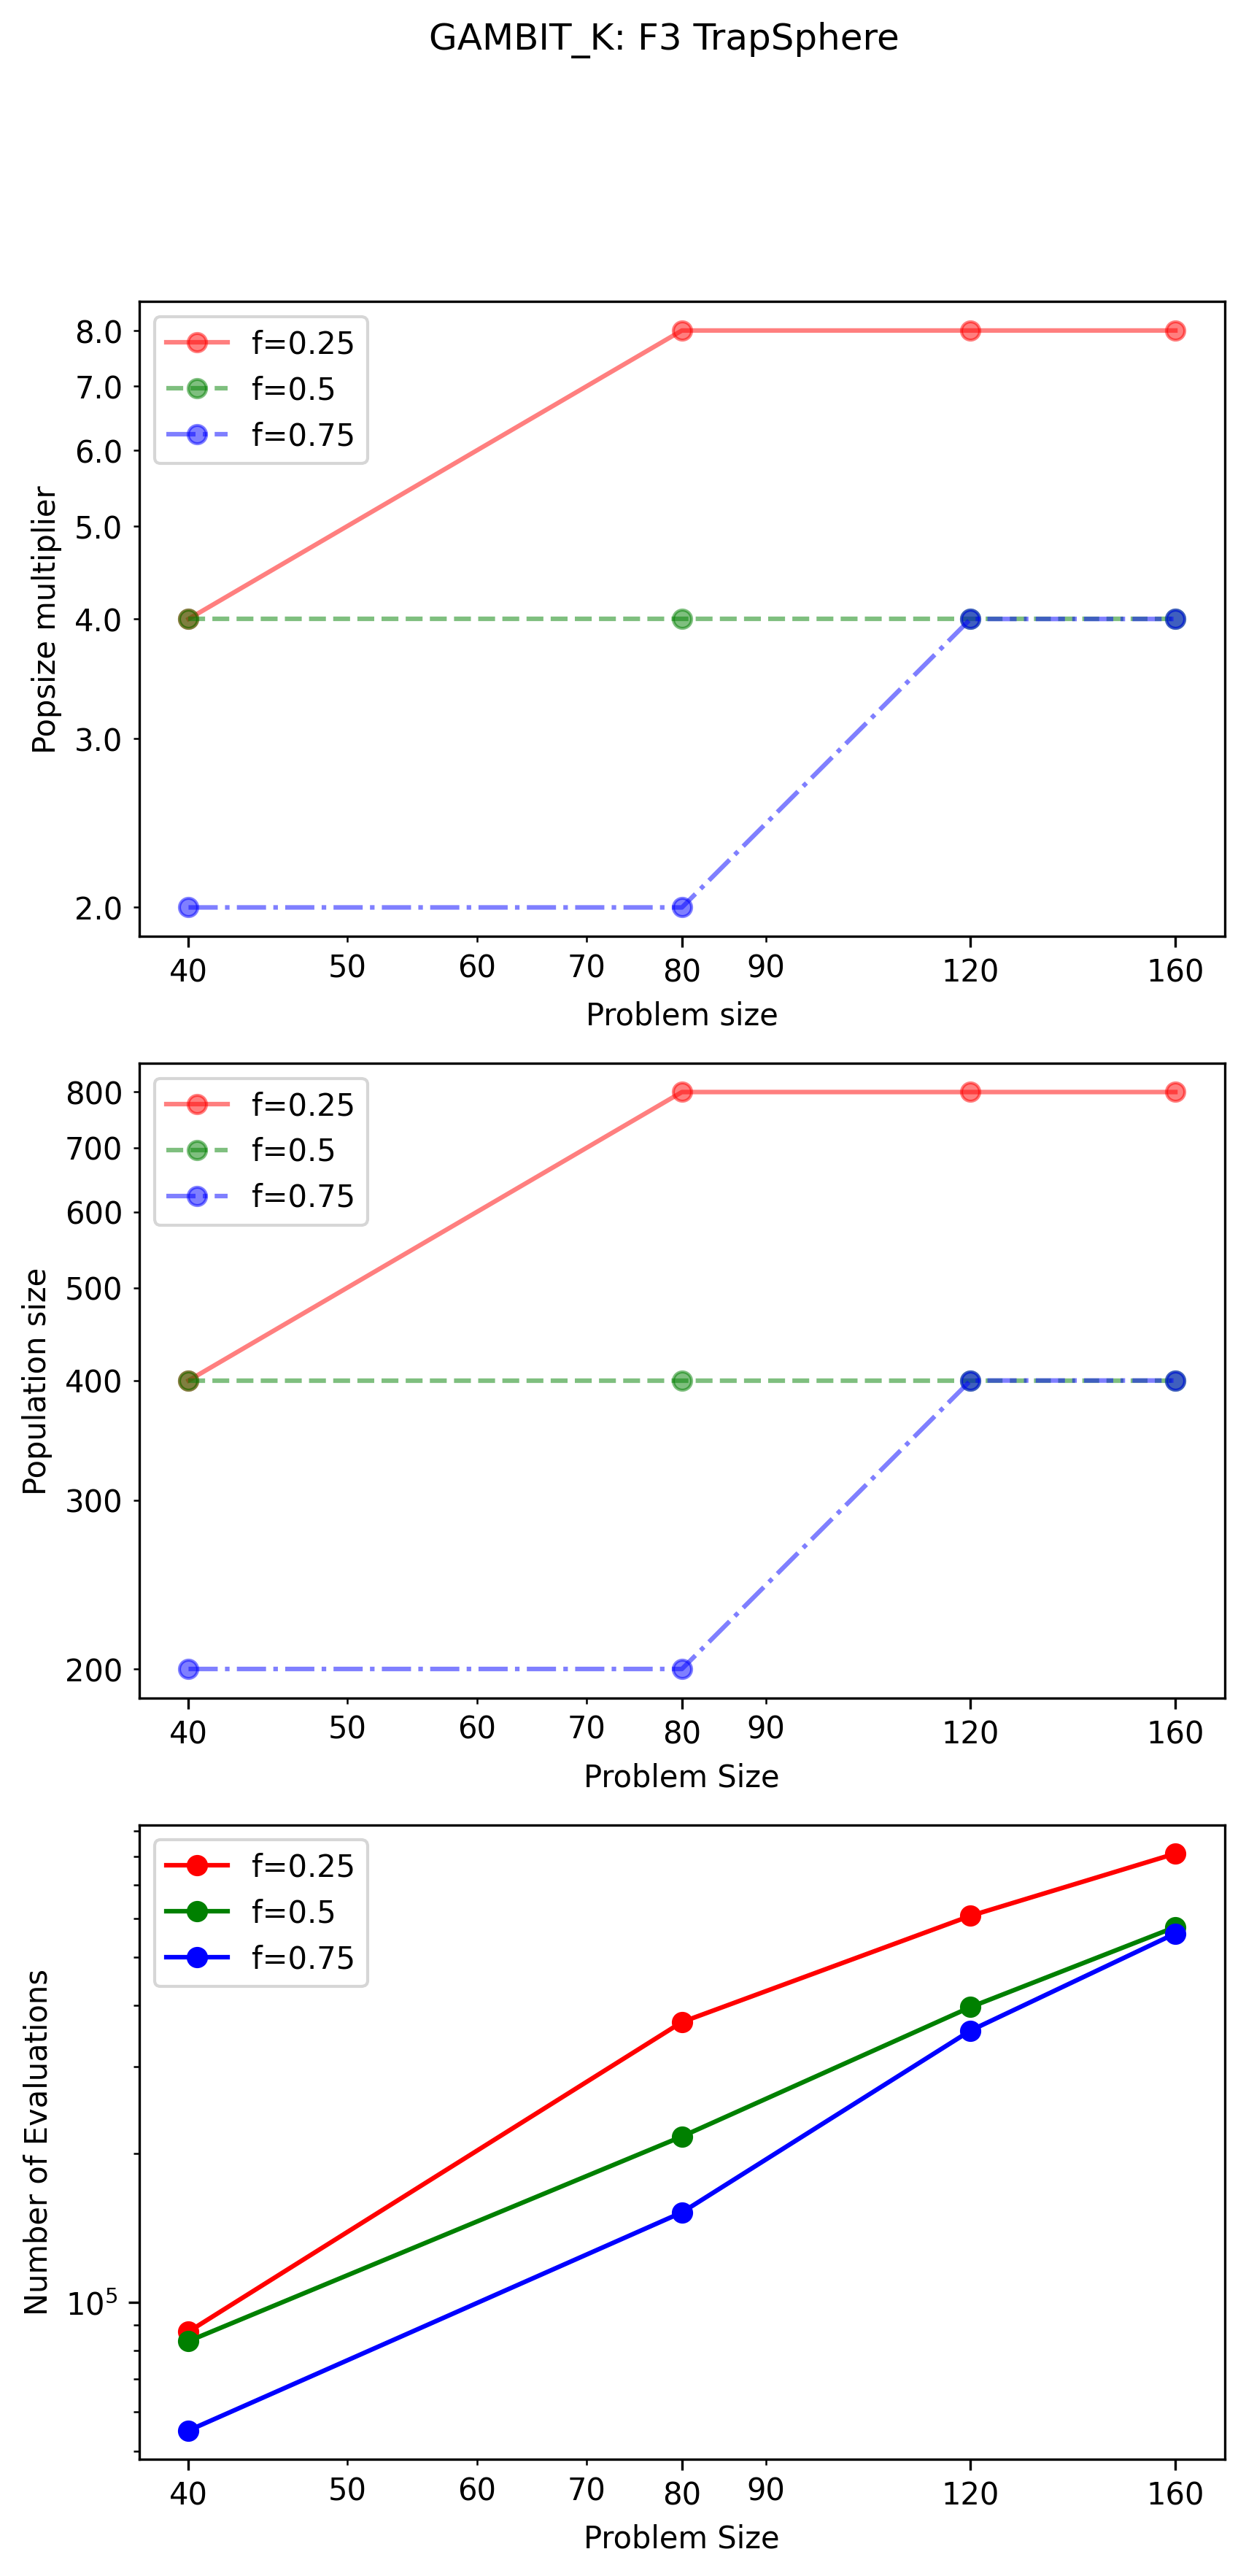 GAMBIT_K: F3 TrapSphere
f=0.25
f=0.5
f=0.75
8.0
7.0
6.0
5.0
4.0
3.0
2.0
Popsize multiplier
40 50 60 70 80 90 120 160
Problem size
f=0.25
f=0.5
f=0.75
800
700
600
500
400
300
200
Population size
40 50 60 70 80 90 120 160
Problem Size
f=0.25
f=0.5
f=0.75
10⁵
Number of Evaluations
40 50 60 70 80 90 120 160
Problem Size